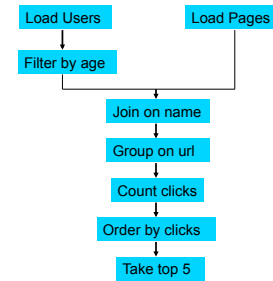 Load Users
Load Pages
Filter by age
Join on name
Group on url
Count clicks
Order by clicks
Take top 5